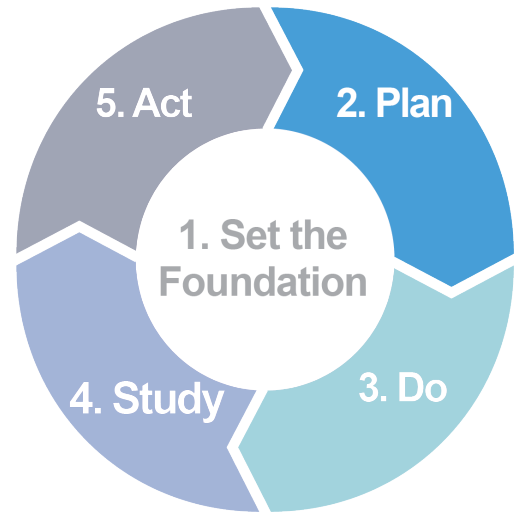 1. Set the
Foundation
2. Plan
3. Do
4. Study
5. Act